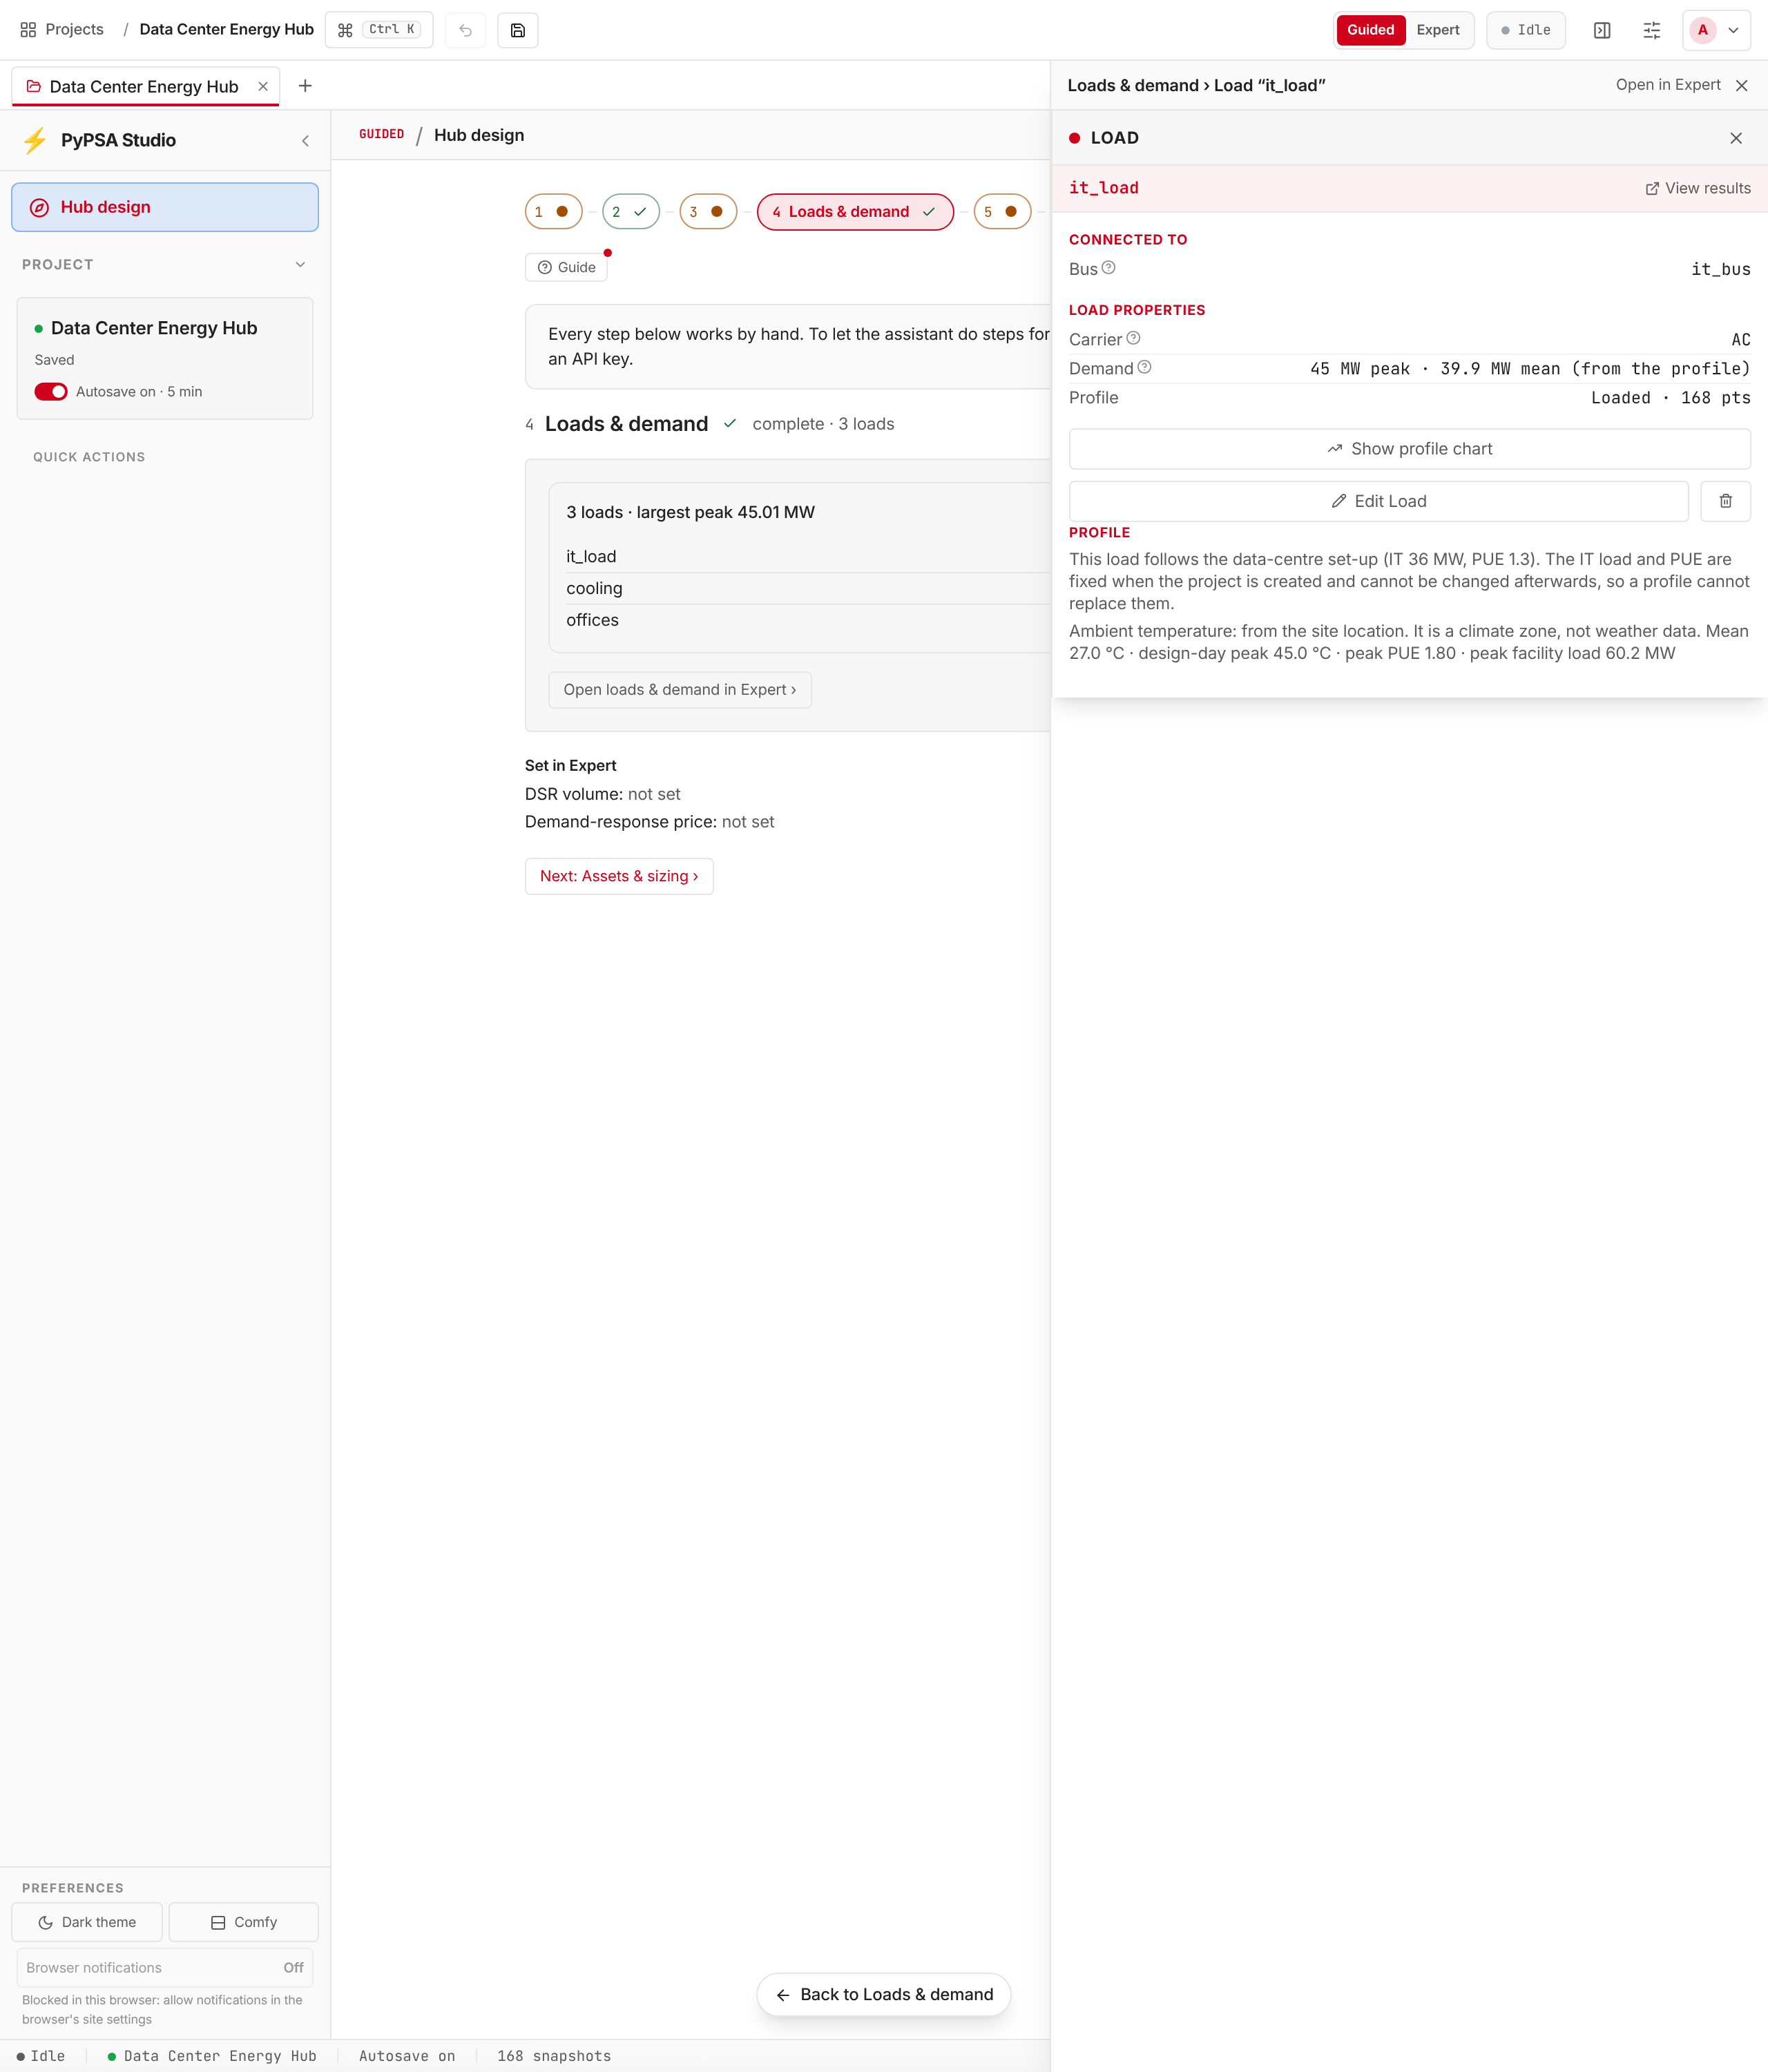 Projects / Data Center Energy Hub ⌘ Ctrl K
Guided Expert Idle A
Data Center Energy Hub
PyPSA Studio
Hub design
PROJECT
Data Center Energy Hub
Saved
Autosave on · 5 min
QUICK ACTIONS
GUIDED / Hub design
1 2 3 4 Loads & demand 5
Guide
Every step below works by hand. To let the assistant do steps for
an API key.
4 Loads & demand complete · 3 loads
3 loads · largest peak 45.01 MW
it_load
cooling
offices
Open loads & demand in Expert ›
Set in Expert
DSR volume: not set
Demand-response price: not set
Next: Assets & sizing ›
Loads & demand › Load “it_load” Open in Expert
LOAD
it_load View results
CONNECTED TO
Bus it_bus
LOAD PROPERTIES
Carrier AC
Demand 45 MW peak · 39.9 MW mean (from the profile)
Profile Loaded · 168 pts
Show profile chart
Edit Load
PROFILE
This load follows the data-centre set-up (IT 36 MW, PUE 1.3). The IT load and PUE are
fixed when the project is created and cannot be changed afterwards, so a profile cannot
replace them.
Ambient temperature: from the site location. It is a climate zone, not weather data. Mean
27.0 °C · design-day peak 45.0 °C · peak PUE 1.80 · peak facility load 60.2 MW
PREFERENCES
Dark theme Comfy
Browser notifications Off
Blocked in this browser: allow notifications in the
browser's site settings
Back to Loads & demand
Idle Data Center Energy Hub Autosave on 168 snapshots